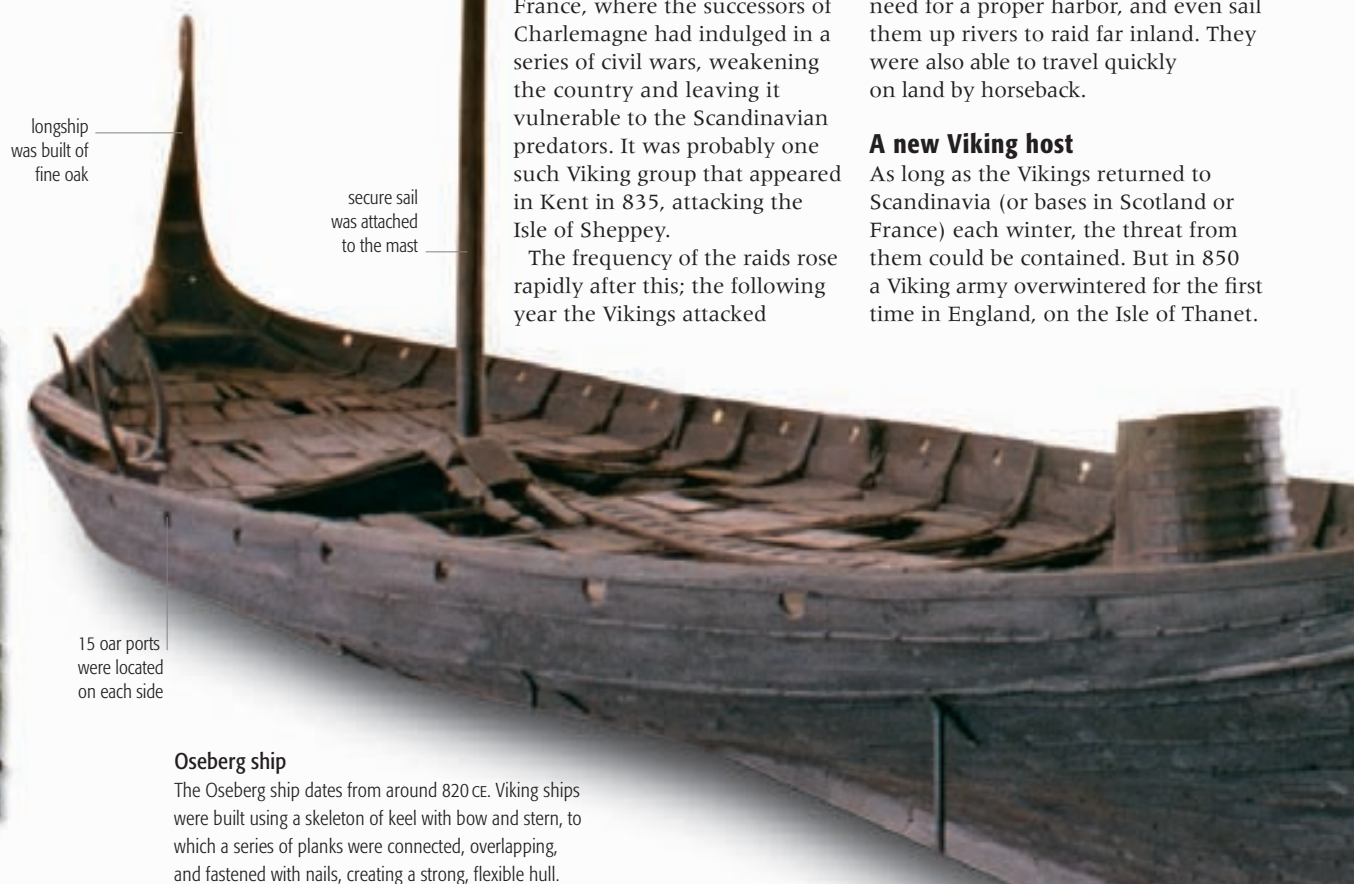 France, where the successors of
Charlemagne had indulged in a
series of civil wars, weakening
the country and leaving it
vulnerable to the Scandinavian
predators. It was probably one
such Viking group that appeared
in Kent in 835, attacking the
Isle of Sheppey.
The frequency of the raids rose
rapidly after this; the following
year the Vikings attacked
need for a proper harbor, and even sail
them up rivers to raid far inland. They
were also able to travel quickly
on land by horseback.
A new Viking host
As long as the Vikings returned to
Scandinavia (or bases in Scotland or
France) each winter, the threat from
them could be contained. But in 850
a Viking army overwintered for the first
time in England, on the Isle of Thanet.
longship
was built of
fine oak
secure sail
was attached
to the mast
15 oar ports
were located
on each side
Oseberg ship
The Oseberg ship dates from around 820 CE. Viking ships
were built using a skeleton of keel with bow and stern, to
which a series of planks were connected, overlapping,
and fastened with nails, creating a strong, flexible hull.